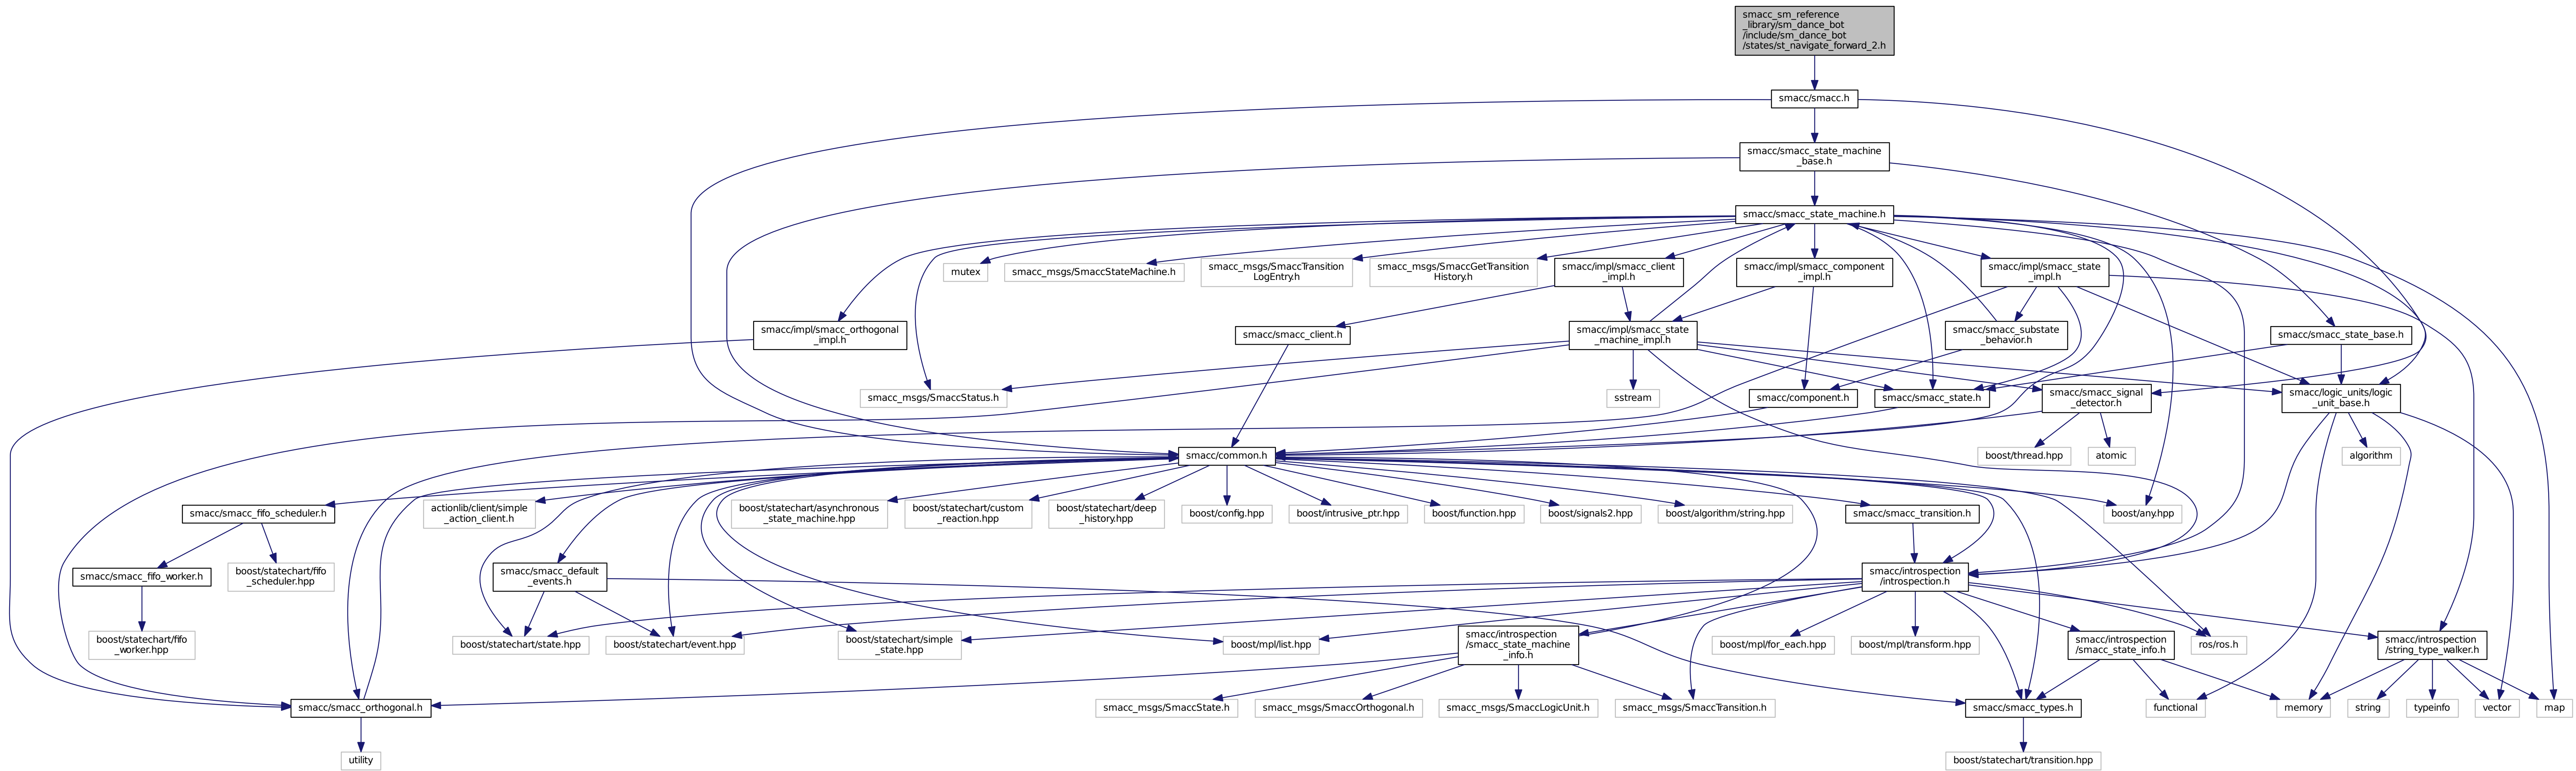 smacc_sm_reference
_library/sm_dance_bot
/include/sm_dance_bot
/states/st_navigate_forward_2.h
smacc/smacc.h
smacc/smacc_state_machine
_base.h
smacc/smacc_state_machine.h
mutex
smacc_msgs/SmaccStateMachine.h
smacc_msgs/SmaccTransition
LogEntry.h
smacc_msgs/SmaccGetTransition
History.h
smacc/impl/smacc_client
_impl.h
smacc/impl/smacc_component
_impl.h
smacc/impl/smacc_state
_impl.h
smacc/impl/smacc_orthogonal
_impl.h
smacc/smacc_client.h
smacc/impl/smacc_state
_machine_impl.h
smacc/smacc_substate
_behavior.h
smacc/smacc_state_base.h
smacc_msgs/SmaccStatus.h
sstream
smacc/component.h
smacc/smacc_state.h
smacc/smacc_signal
_detector.h
smacc/logic_units/logic
_unit_base.h
smacc/common.h
boost/thread.hpp
atomic
algorithm
smacc/smacc_fifo_scheduler.h
actionlib/client/simple
_action_client.h
boost/statechart/asynchronous
_state_machine.hpp
boost/statechart/custom
_reaction.hpp
boost/statechart/deep
_history.hpp
boost/config.hpp
boost/intrusive_ptr.hpp
boost/function.hpp
boost/signals2.hpp
boost/algorithm/string.hpp
smacc/smacc_transition.h
boost/any.hpp
smacc/smacc_fifo_worker.h
boost/statechart/fifo
_scheduler.hpp
smacc/smacc_default
_events.h
smacc/introspection
/introspection.h
boost/statechart/fifo
_worker.hpp
boost/statechart/state.hpp
boost/statechart/event.hpp
boost/statechart/simple
_state.hpp
boost/mpl/list.hpp
smacc/introspection
/smacc_state_machine
_info.h
boost/mpl/for_each.hpp
boost/mpl/transform.hpp
smacc/introspection
/smacc_state_info.h
ros/ros.h
smacc/introspection
/string_type_walker.h
smacc/smacc_orthogonal.h
smacc_msgs/SmaccState.h
smacc_msgs/SmaccOrthogonal.h
smacc_msgs/SmaccLogicUnit.h
smacc_msgs/SmaccTransition.h
smacc/smacc_types.h
functional
memory
string
typeinfo
vector
map
utility
boost/statechart/transition.hpp